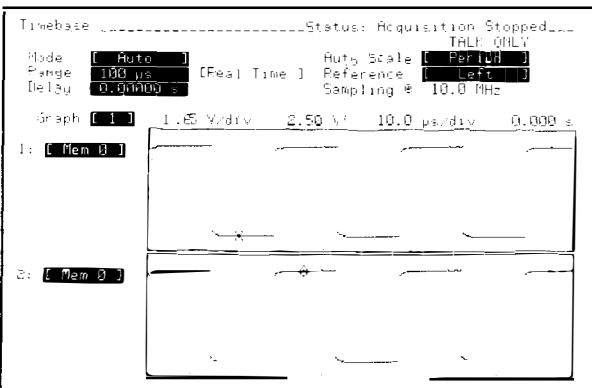 Timebase Status: Acquisition Stopped
TALK ONLY
Mode [ Auto ] Auto Scale [ Period ]
Range 100 µs [Real Time ] Reference [ Left ]
Delay 0.00000 s Sampling @ 10.0 MHz
Graph [ 1 ] V/div 2.50 V 10.0 µs/div 0.000 s
1: [ Mem 0 ]
2: [ Mem 0 ]